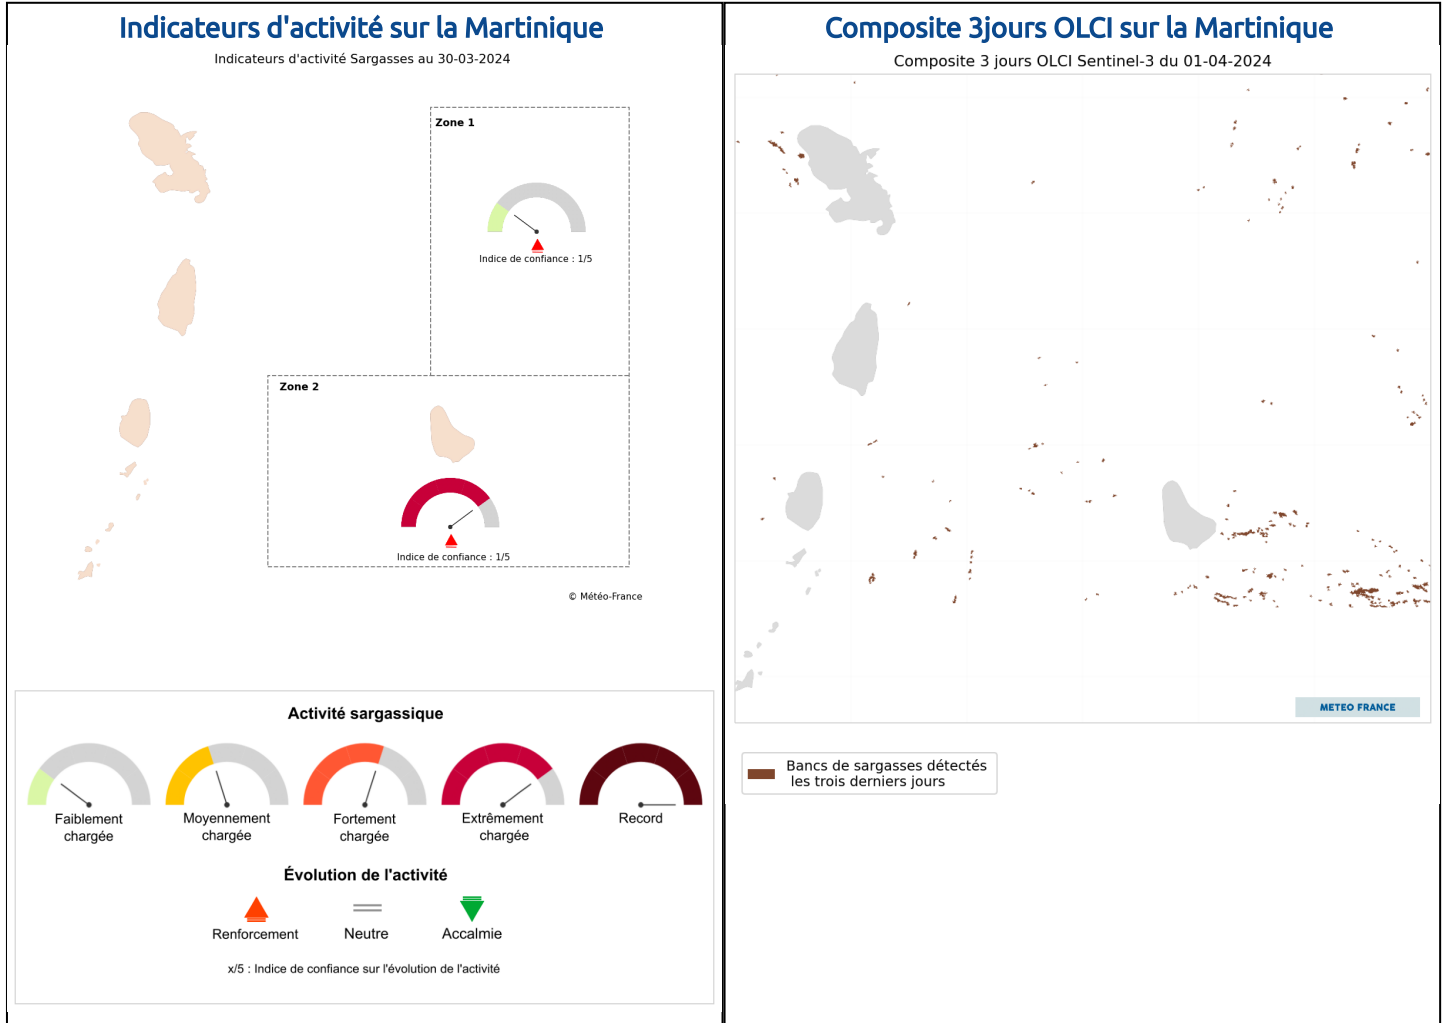 Indicateurs d'activité sur la Martinique
Indicateurs d'activité Sargasses au 30-03-2024
Zone 1
Indice de confiance : 1/5
Zone 2
Indice de confiance : 1/5
© Météo-France
Activité sargassique
Faiblement
chargée
Moyennement
chargée
Fortement
chargée
Extrêmement
chargée
Record
Évolution de l'activité
Renforcement
Neutre
Accalmie
x/5 : Indice de confiance sur l'évolution de l'activité
Composite 3jours OLCI sur la Martinique
Composite 3 jours OLCI Sentinel-3 du 01-04-2024
METEO FRANCE
Bancs de sargasses détectés
les trois derniers jours